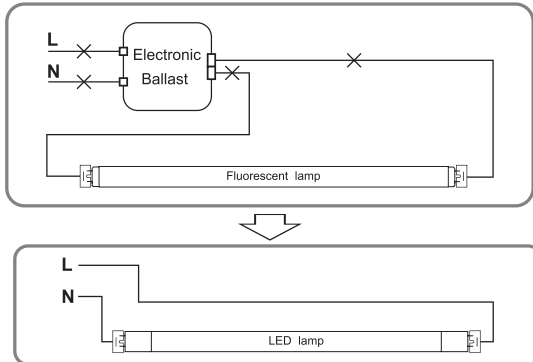 L
Electronic
N
Ballast
Fluorescent lamp
L
N
LED lamp